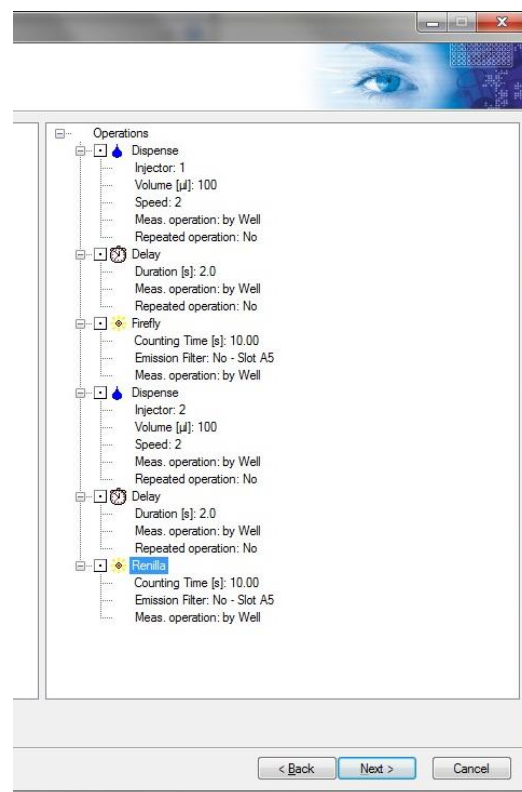 Operations
Dispense
Injector: 1
Volume [µl]: 100
Speed: 2
Meas. operation: by Well
Repeated operation: No
Delay
Duration [s]: 2.0
Meas. operation: by Well
Repeated operation: No
Firefly
Counting Time [s]: 10.00
Emission Filter: No - Slot A5
Meas. operation: by Well
Dispense
Injector: 2
Volume [µl]: 100
Speed: 2
Meas. operation: by Well
Repeated operation: No
Delay
Duration [s]: 2.0
Meas. operation: by Well
Repeated operation: No
Renilla
Counting Time [s]: 10.00
Emission Filter: No - Slot A5
Meas. operation: by Well
< Back Next > Cancel